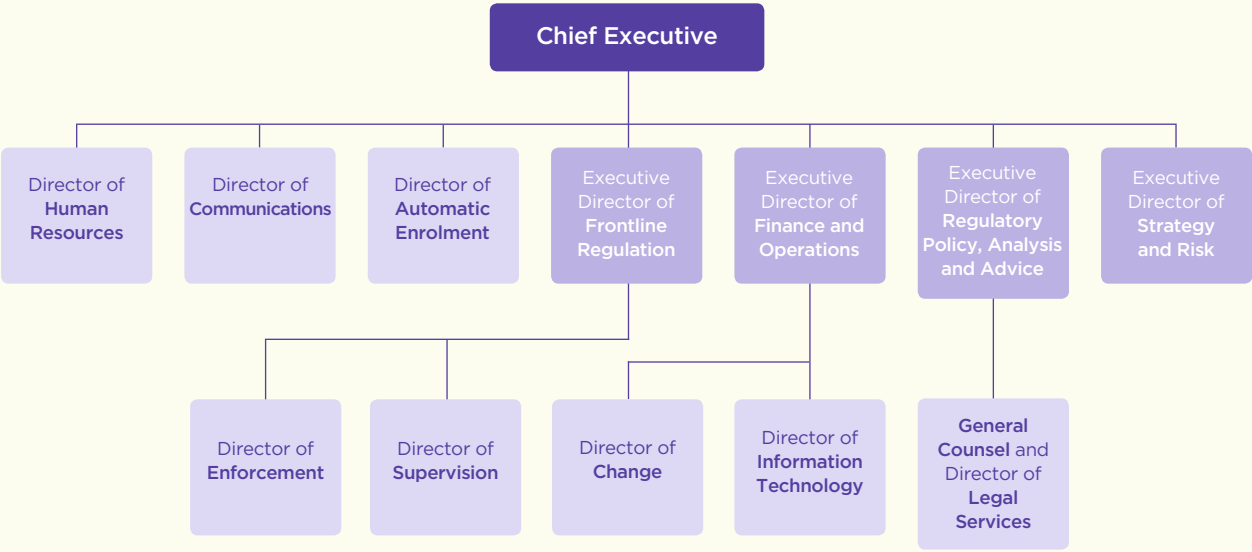 Chief Executive
Director of
Human
Resources
Director of
Communications
Director of
Automatic
Enrolment
Executive
Director of
Frontline
Regulation
Executive
Director of
Finance and
Operations
Executive
Director of
Regulatory
Policy, Analysis
and Advice
Executive
Director of
Strategy
and Risk
Director of
Enforcement
Director of
Supervision
Director of
Change
Director of
Information
Technology
General
Counsel and
Director of
Legal
Services